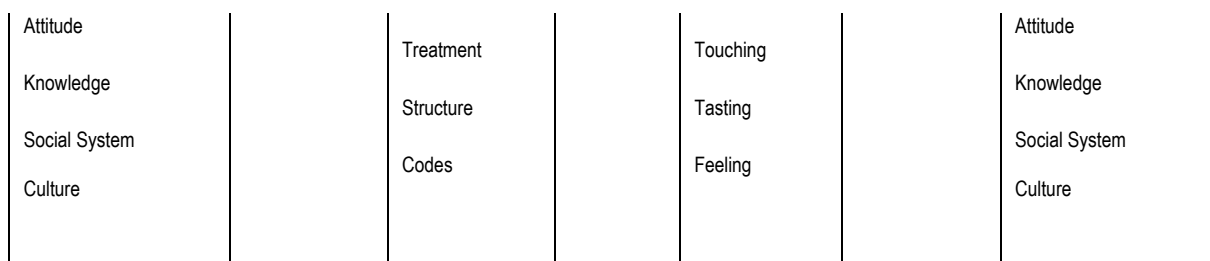 Attitude
Knowledge
Social System
Culture
Treatment
Structure
Codes
Touching
Tasting
Feeling
Attitude
Knowledge
Social System
Culture